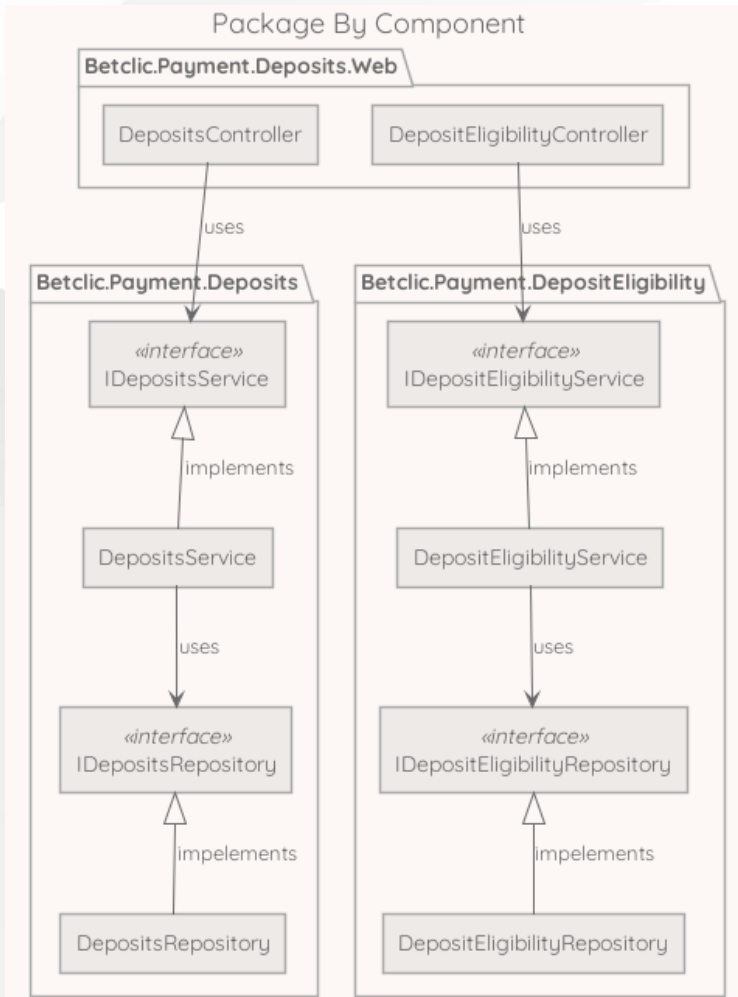 Package By Component
Betclic.Payment.Deposits.Web
DepositsController
DepositEligibilityController
uses
uses
Betclic.Payment.Deposits
Betclic.Payment.DepositEligibility
«interface»
IDepositsService
«interface»
IDepositEligibilityService
implements
implements
DepositsService
DepositEligibilityService
uses
uses
«interface»
IDepositsRepository
«interface»
IDepositEligibilityRepository
impelements
impelements
DepositsRepository
DepositEligibilityRepository